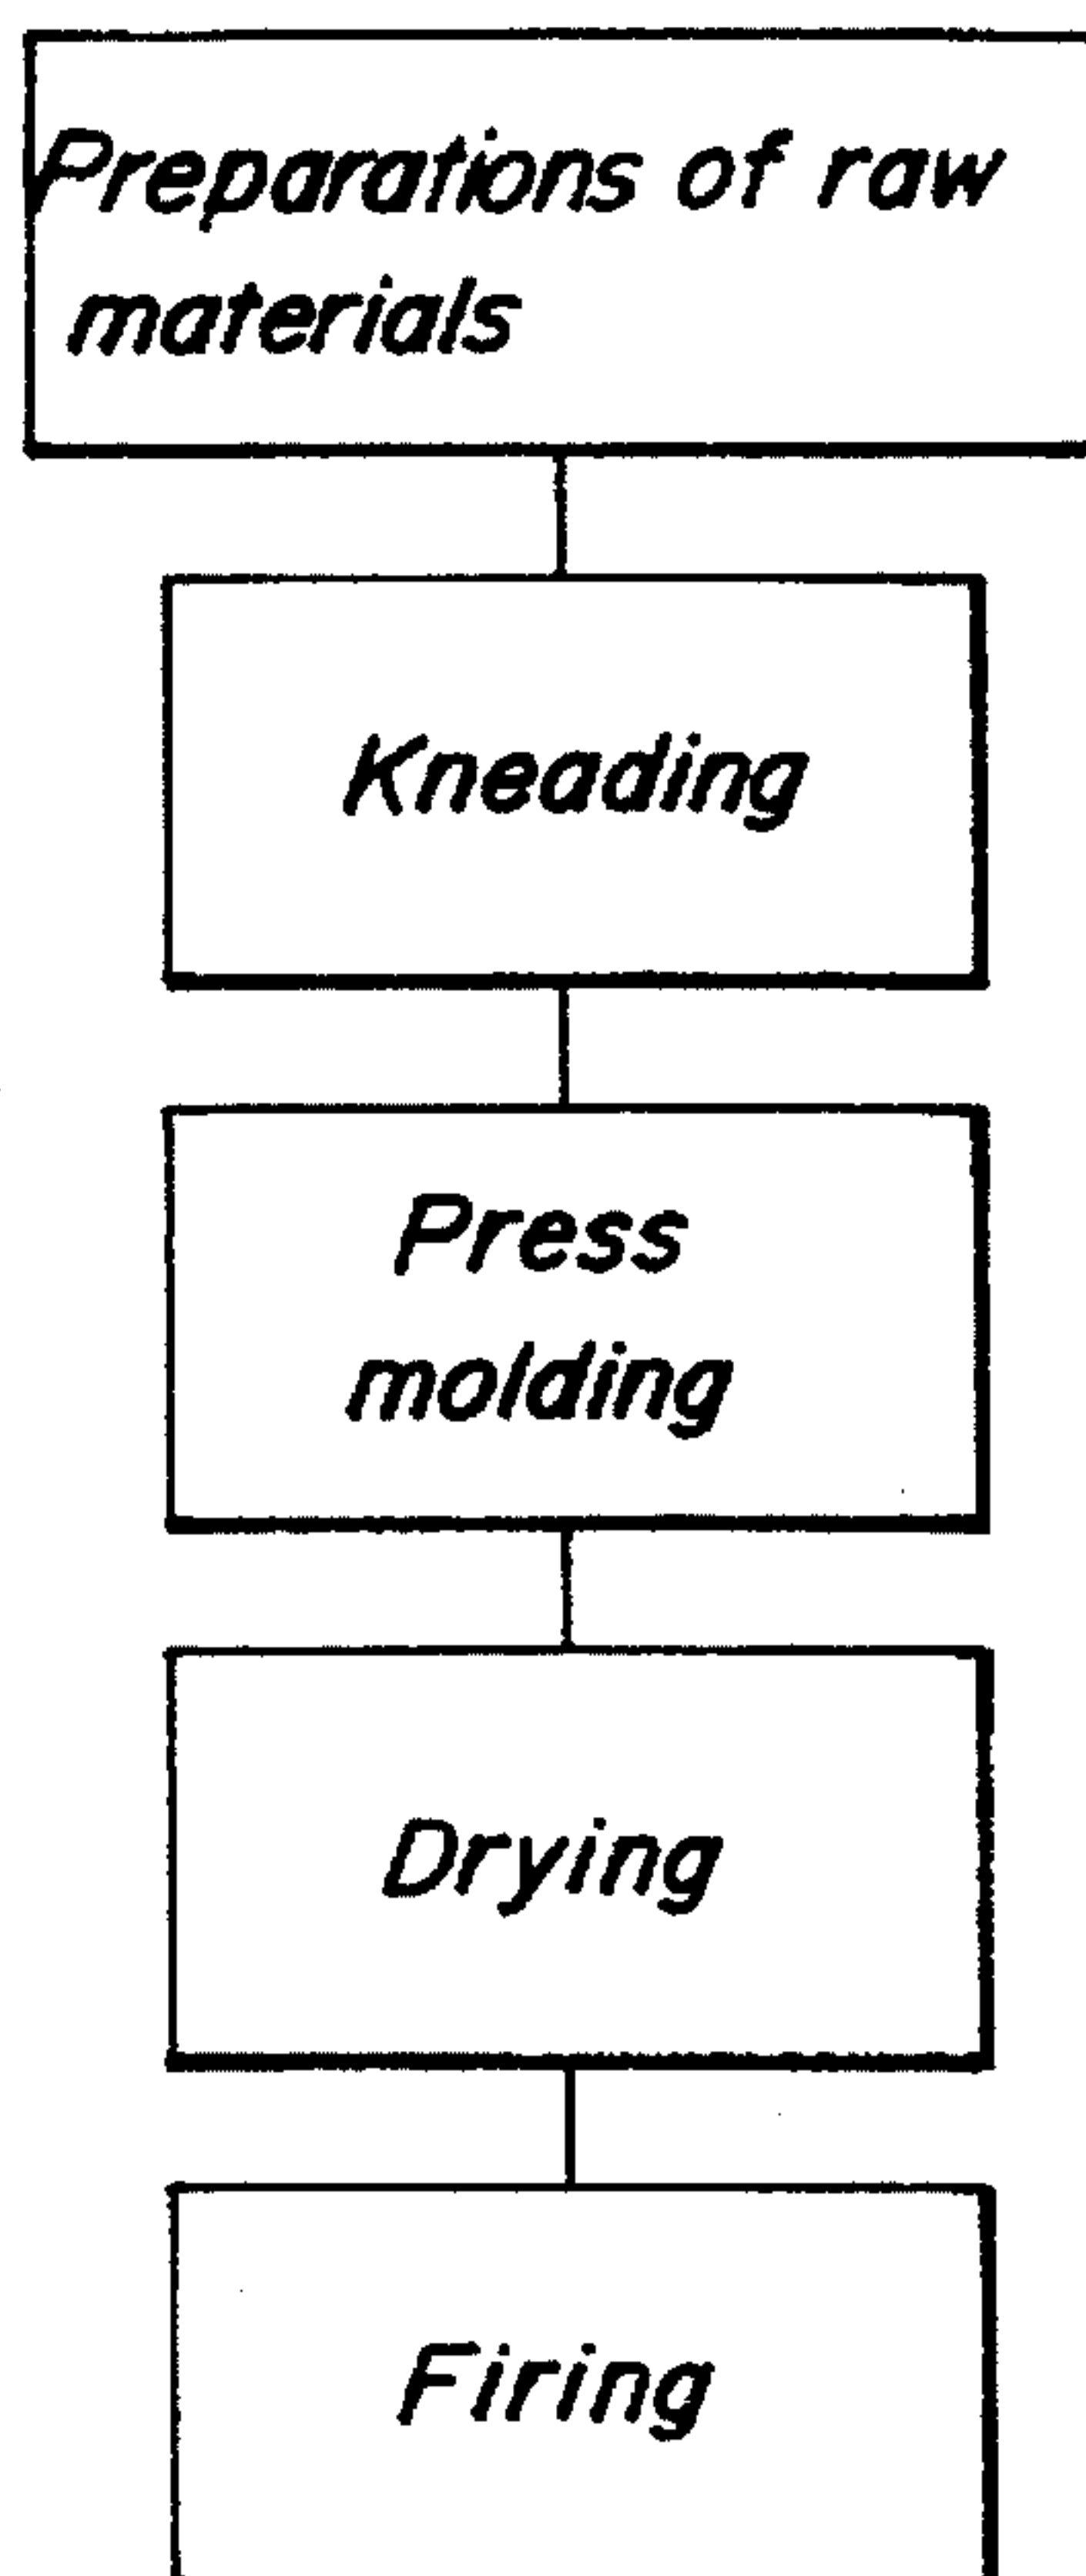 Preparations of raw
materials
Kneading
Press
molding
Drying
Firing